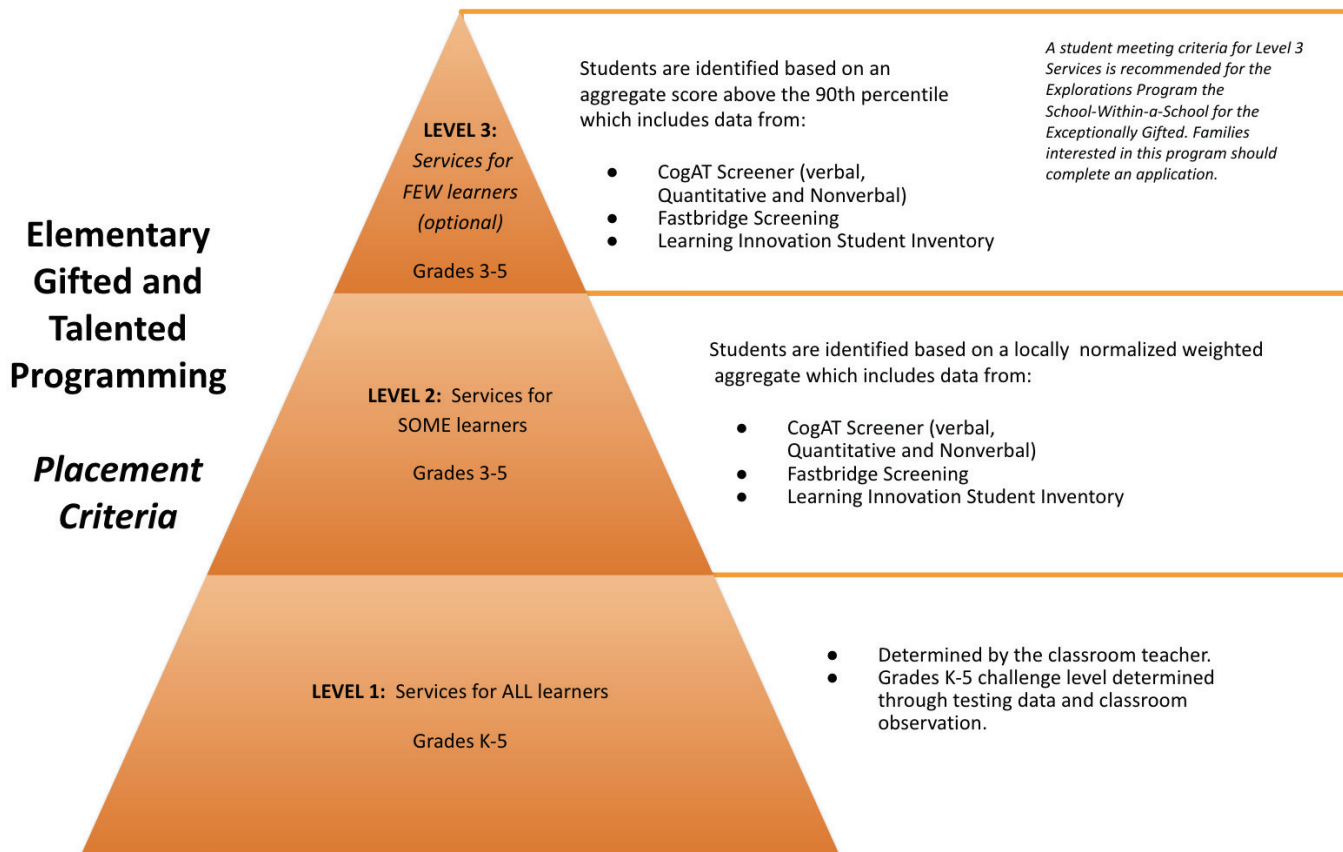 Elementary
Gifted and
Talented
Programming
Placement
Criteria
LEVEL 3:
Services for
FEW learners
(optional)
Grades 3-5
Students are identified based on an
aggregate score above the 90th percentile
which includes data from:
● CogAT Screener (verbal,
Quantitative and Nonverbal)
● Fastbridge Screening
● Learning Innovation Student Inventory
A student meeting criteria for Level 3
Services is recommended for the
Explorations Program the
School-Within-a-School for the
Exceptionally Gifted. Families
interested in this program should
complete an application.
LEVEL 2: Services for
SOME learners
Grades 3-5
Students are identified based on a locally normalized weighted
aggregate which includes data from:
● CogAT Screener (verbal,
Quantitative and Nonverbal)
● Fastbridge Screening
● Learning Innovation Student Inventory
LEVEL 1: Services for ALL learners
Grades K-5
● Determined by the classroom teacher.
● Grades K-5 challenge level determined
through testing data and classroom
observation.